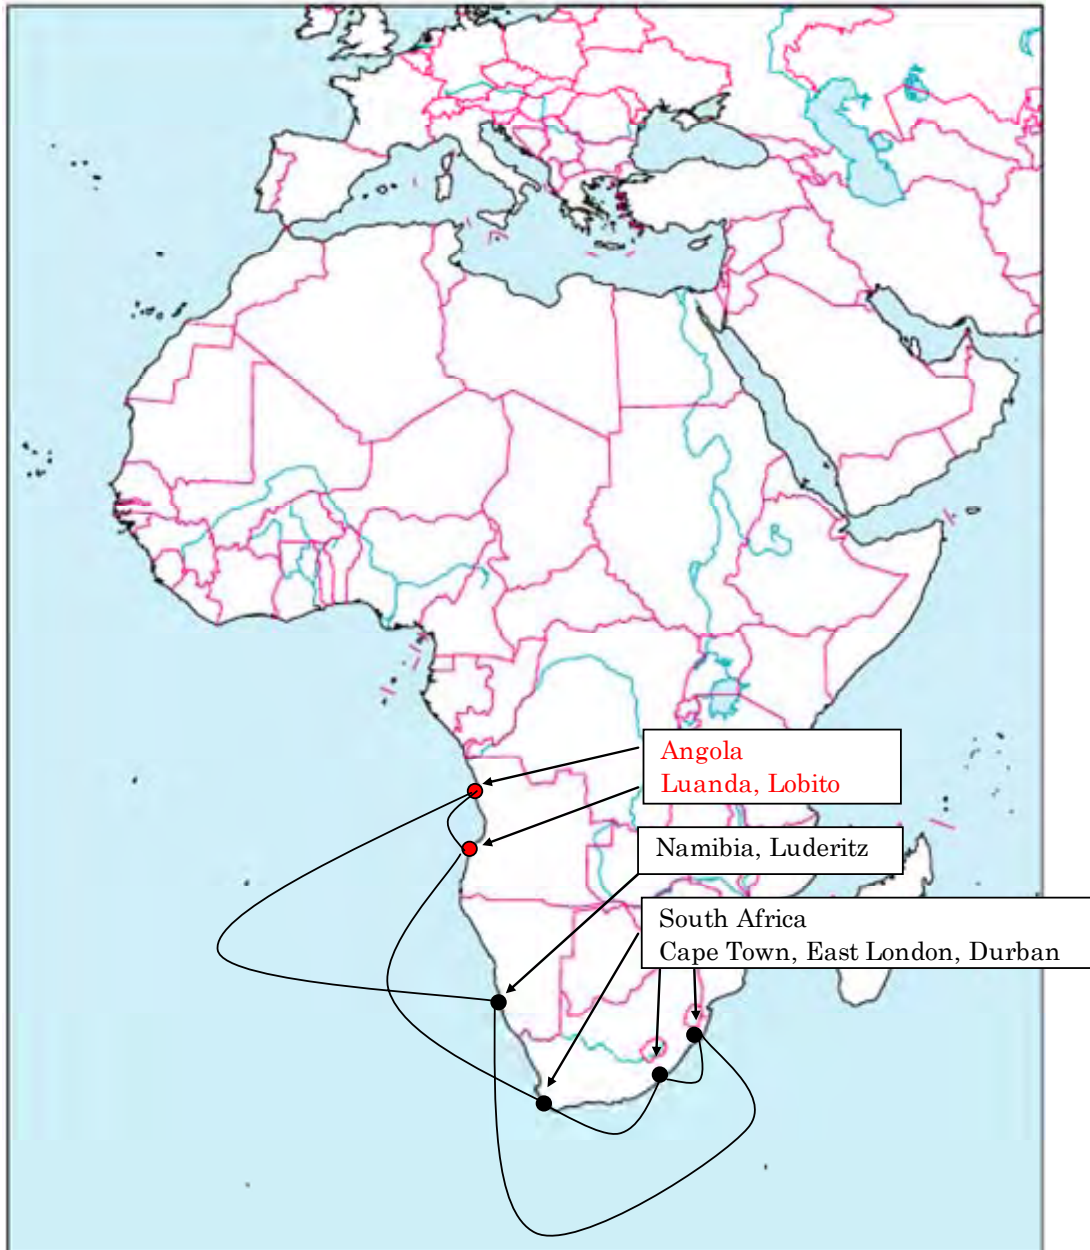 Angola
Luanda, Lobito
Namibia, Luderitz
South Africa
Cape Town, East London, Durban